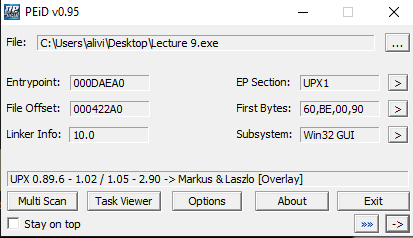 PEiD v0.95
File: C:\Users\alivi\Desktop\Lecture 9.exe ...
Entrypoint: 000DAEA0 EP Section: UPX1 >
File Offset: 000422A0 First Bytes: 60,BE,00,90 >
Linker Info: 10.0 Subsystem: Win32 GUI >
UPX 0.89.6 - 1.02 / 1.05 - 2.90 -> Markus & Laszlo [Overlay]
Multi Scan Task Viewer Options About Exit
Stay on top »» ->